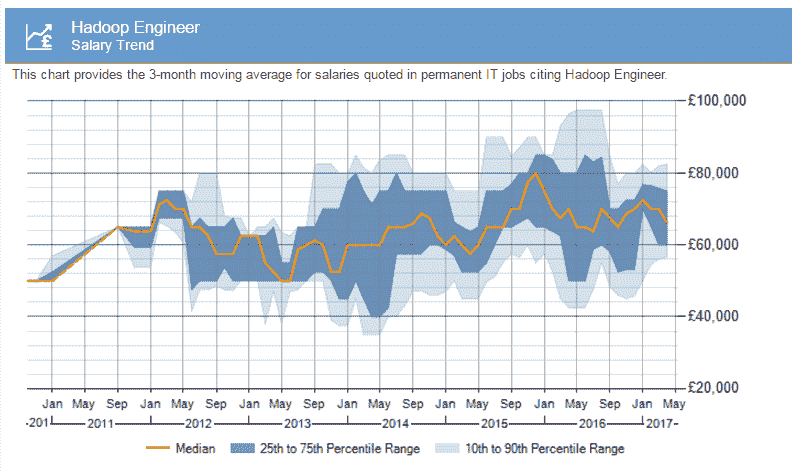 Hadoop Engineer
Salary Trend
This chart provides the 3-month moving average for salaries quoted in permanent IT jobs citing Hadoop Engineer.
£100,000
£80,000
£60,000
£40,000
£20,000
Jan May Sep Jan May Sep Jan May Sep Jan May Sep Jan May Sep Jan May Sep Jan May
-201 2011 2012 2013 2014 2015 2016 2017-
Median 25th to 75th Percentile Range 10th to 90th Percentile Range